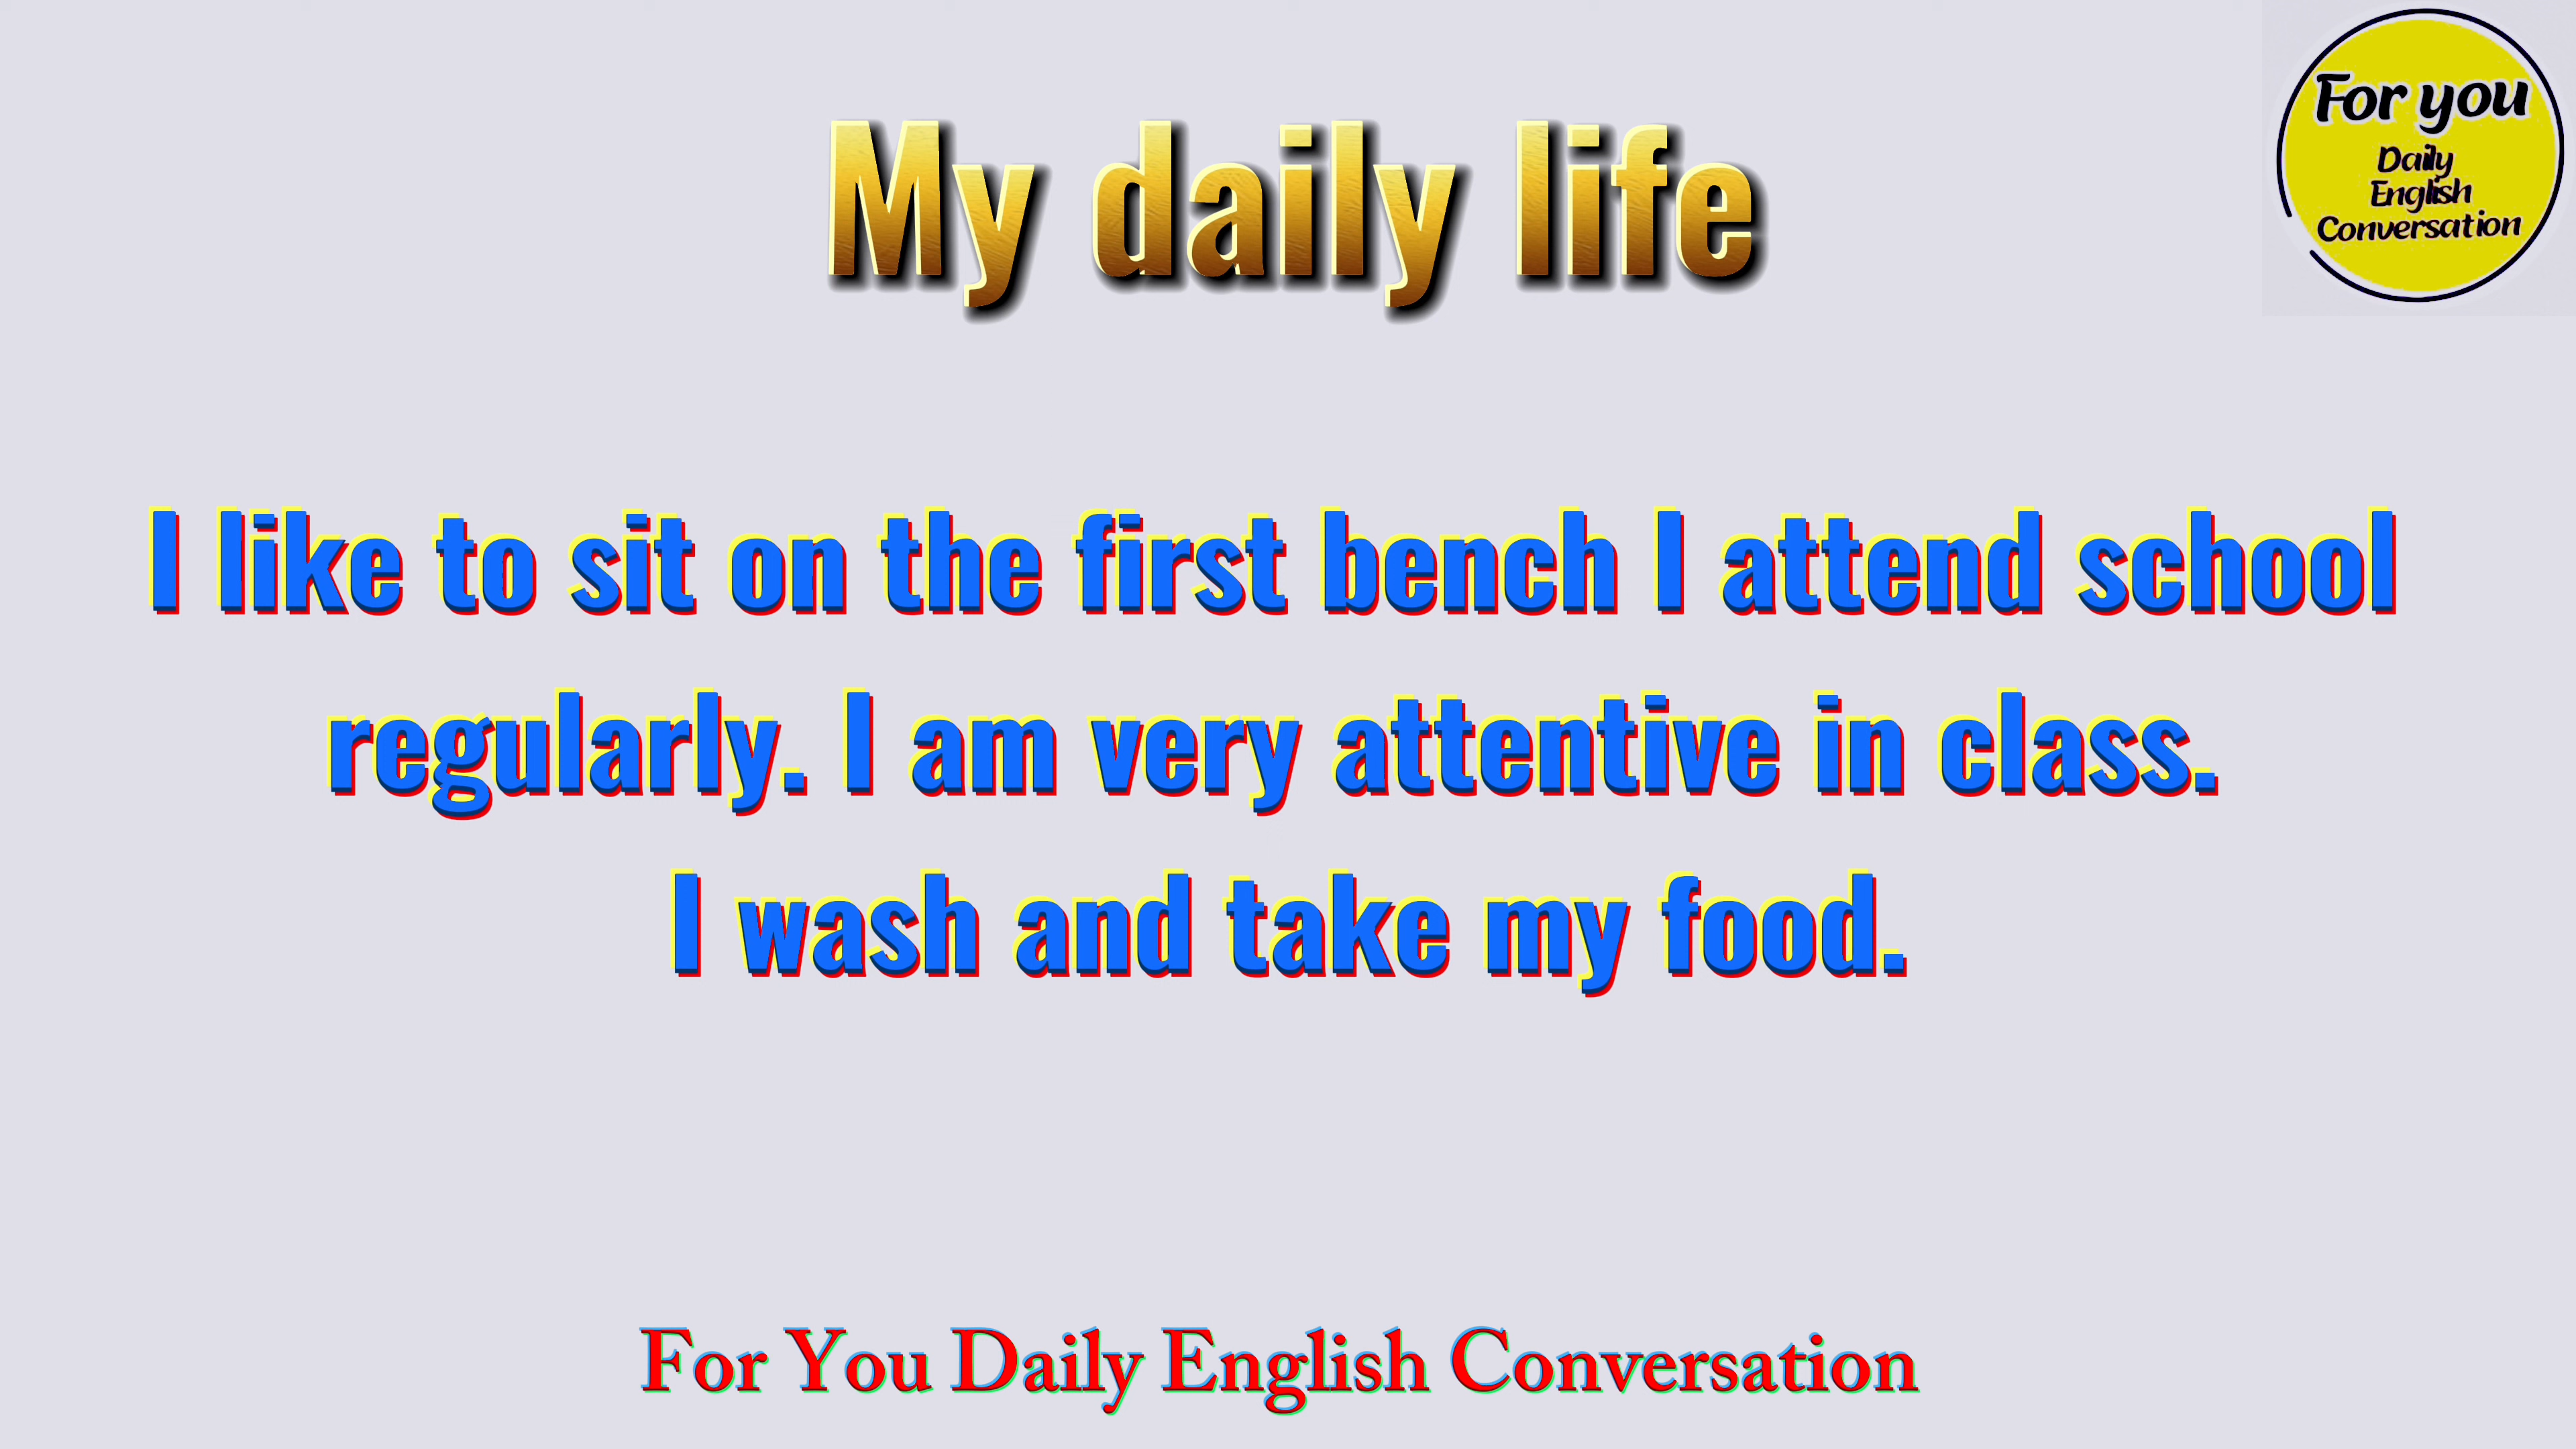 My daily life
For you
Daily
English
Conversation
I like to sit on the first bench I attend school
regularly. I am very attentive in class.
I wash and take my food.
For You Daily English Conversation